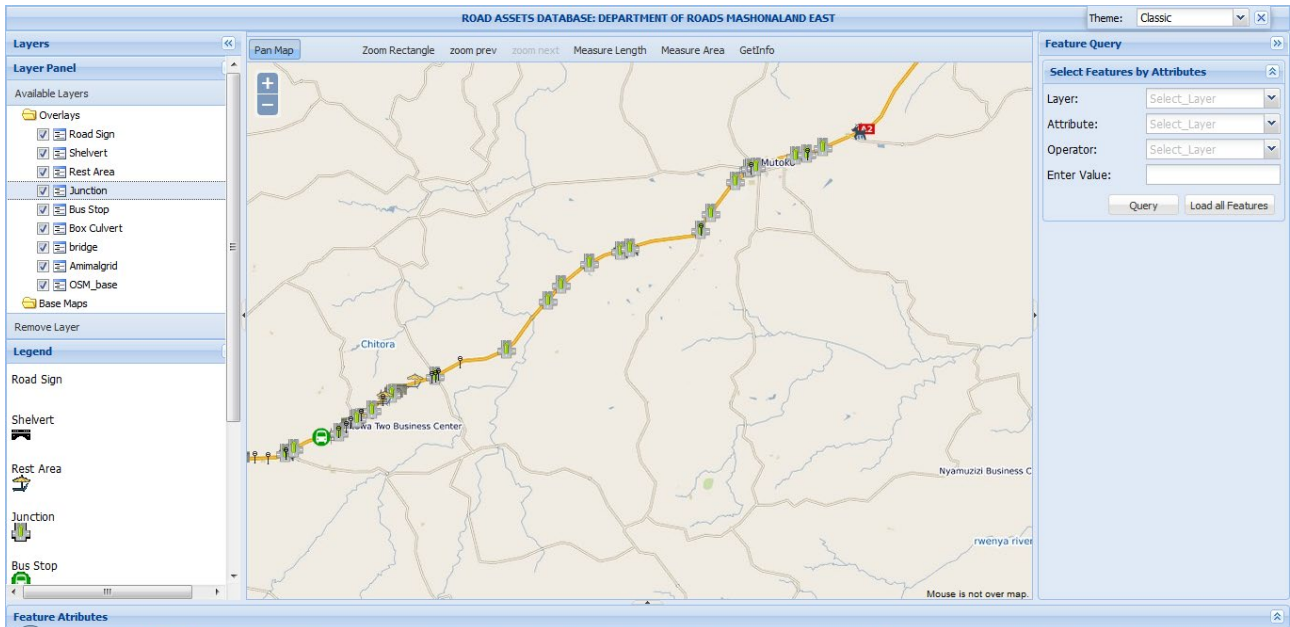 ROAD ASSETS DATABASE: DEPARTMENT OF ROADS MASHONALAND EAST
Theme: Classic
Layers
Layer Panel
Available Layers
Overlays
Road Sign
Shelvert
Rest Area
Junction
Bus Stop
Box Culvert
bridge
Amimalgrid
OSM_base
Base Maps
Remove Layer
Legend
Road Sign
Shelvert
Rest Area
Junction
Bus Stop
Pan Map Zoom Rectangle zoom prev zoom next Measure Length Measure Area GetInfo
+
−
A2
Mutoko
Chitora
Two Business Center
Nyamuzizi Business C
rwenya river
Mouse is not over map.
Feature Query
Select Features by Attributes
Layer: Select_Layer
Attribute: Select_Layer
Operator: Select_Layer
Enter Value:
Query Load all Features
Feature Atributes